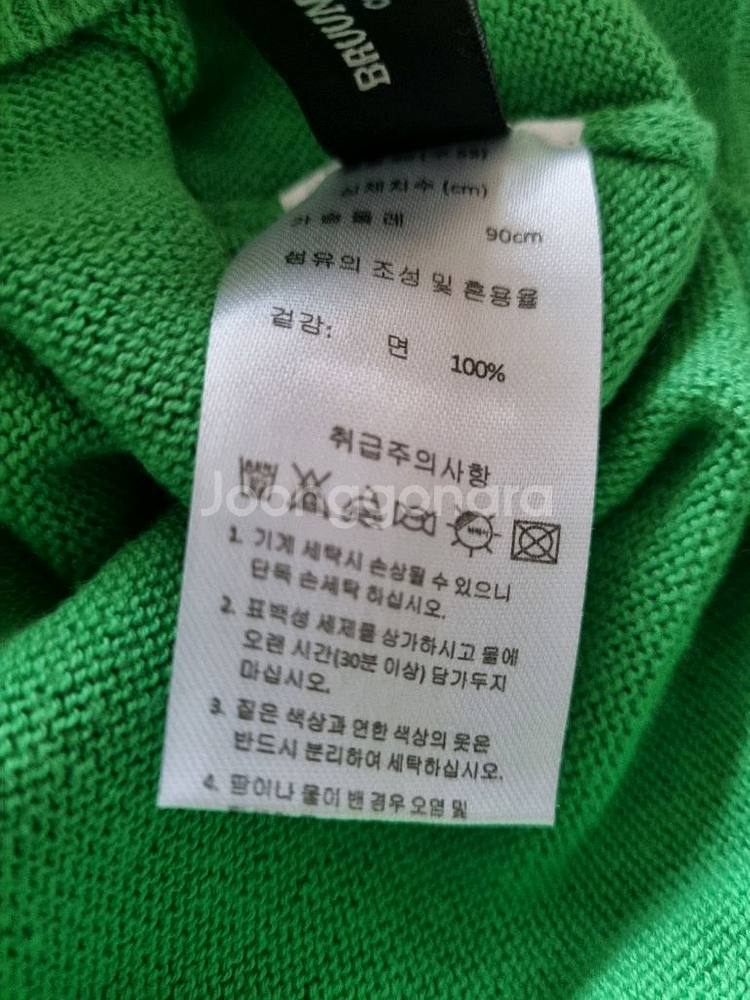 BRUUN
신체치수 (cm)
가슴둘레 90cm
섬유의 조성 및 혼용율
겉감: 면 100%
취급주의사항
Joonggonara
1. 기계 세탁시 손상될 수 있으니
단독 손세탁 하십시오.
2. 표백성 세제를 삼가하시고 물에
오랜 시간(30분 이상) 담가두지
마십시오.
3. 짙은 색상과 연한 색상의 옷은
반드시 분리하여 세탁하십시오.
4. 땀이나 물이 밴 경우 오염 및